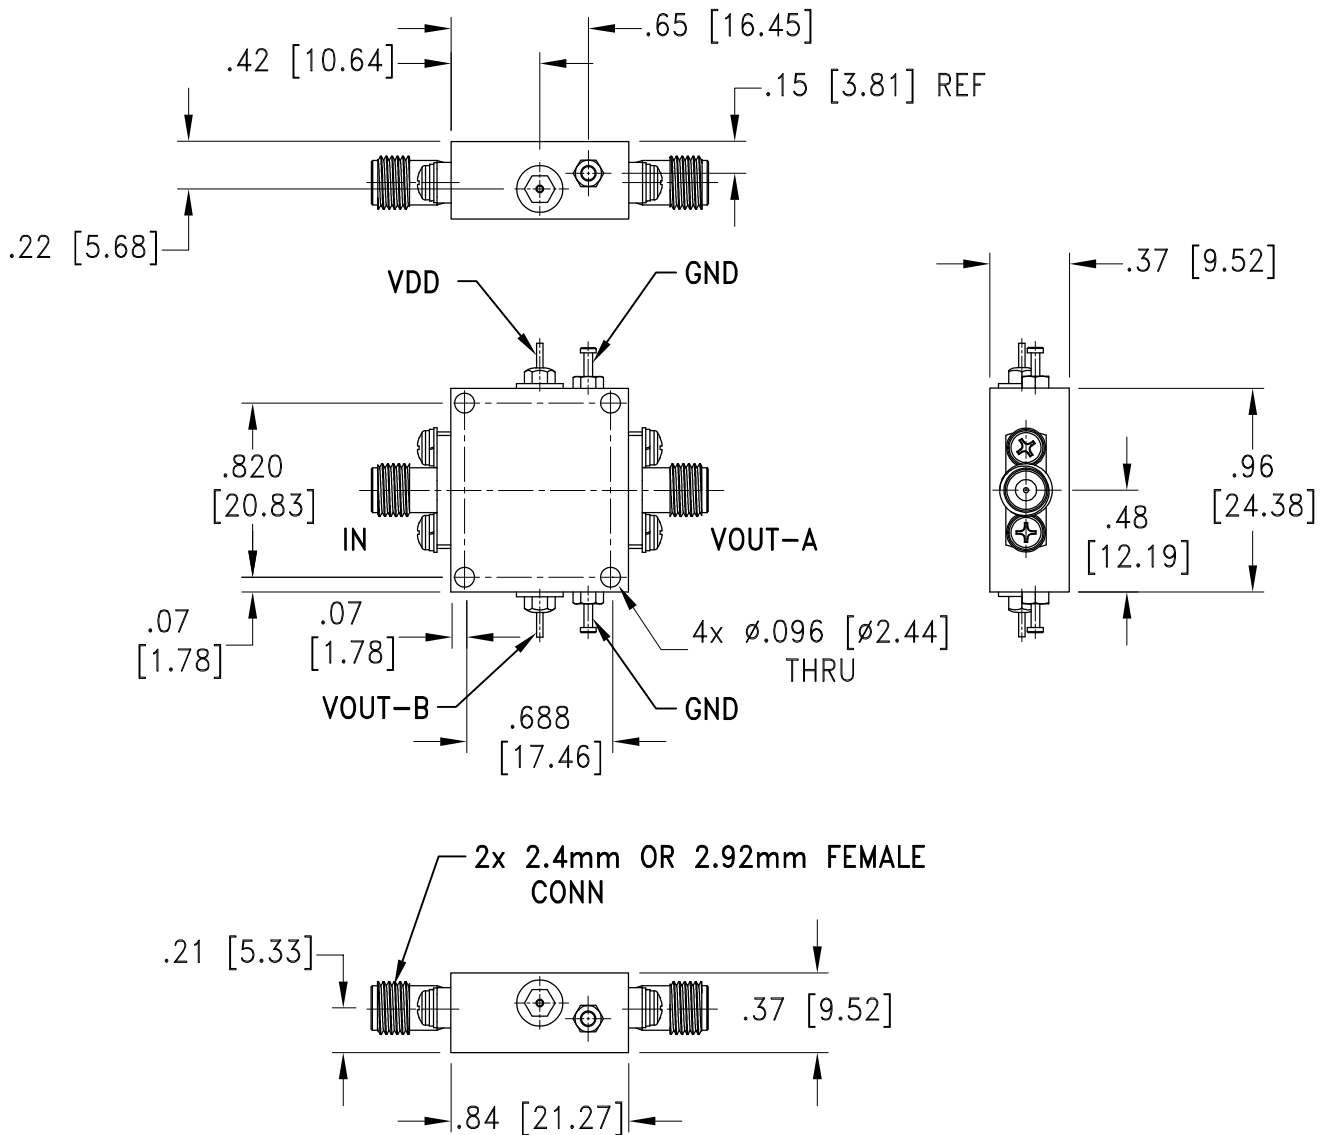 .65 [16.45]
.42 [10.64]
.15 [3.81] REF
.22 [5.68]
VDD
GND
.37 [9.52]
.820
[20.83]
.96
[24.38]
.48
[12.19]
IN
VOUT-A
.07
[1.78]
.07
[1.78]
4x ø.096 [ø2.44]
THRU
VOUT-B
GND
.688
[17.46]
2x 2.4mm OR 2.92mm FEMALE
CONN
.21 [5.33]
.37 [9.52]
.84 [21.27]